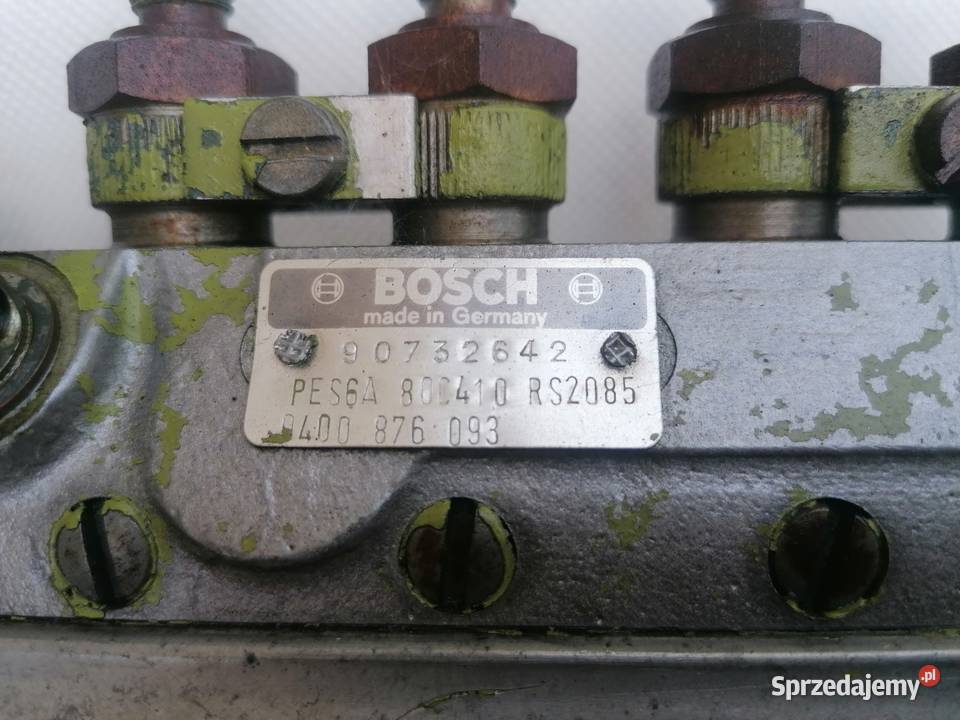 BOSCH
made in Germany
90732642
PES6A 80C410 RS2085
0400 876 093
Sprzedajemy.pl